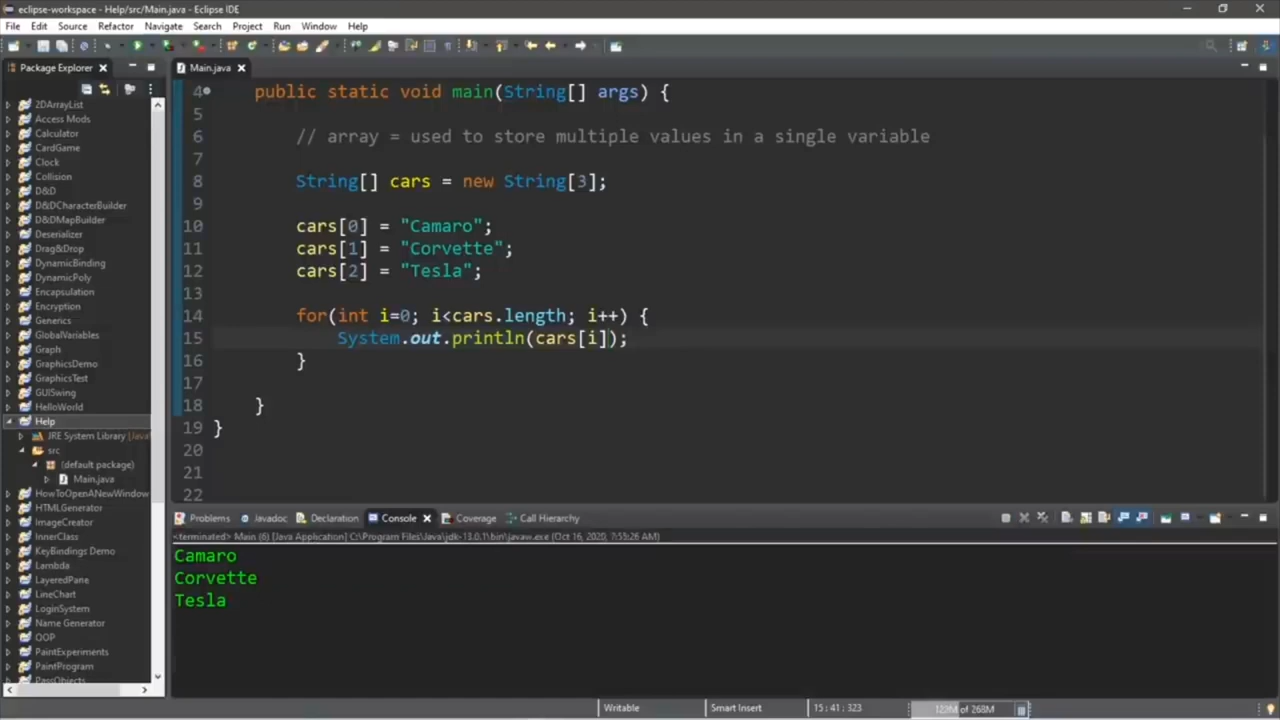 eclipse-workspace - Help/src/Main.java - Eclipse IDE
File Edit Source Refactor Navigate Search Project Run Window Help
Package Explorer
Main.java
2DArrayList
Access Mods
Calculator
CardGame
Clock
Collision
D&D
D&DCharacterBuilder
D&DMapBuilder
Deserializer
Drag&Drop
DynamicBinding
DynamicPoly
Encapsulation
Encryption
Generics
GlobalVariables
Graph
GraphicsDemo
GraphicsTest
GUISwing
HelloWorld
Help
JRE System Library [Java
src
(default package)
Main.java
HowToOpenANewWindow
HTMLGenerator
ImageCreator
InnerClass
KeyBindings Demo
Lambda
LayeredPane
LineChart
LoginSystem
Name Generator
OOP
PaintExperiments
PaintProgram
PassObjects
4 public static void main(String[] args) {
5
6 // array = used to store multiple values in a single variable
7
8 String[] cars = new String[3];
9
10 cars[0] = "Camaro";
11 cars[1] = "Corvette";
12 cars[2] = "Tesla";
13
14 for(int i=0; i<cars.length; i++) {
15 System.out.println(cars[i]);
16 }
17
18 }
19 }
20
21
22
Problems Javadoc Declaration Console Coverage Call Hierarchy
<terminated> Main (6) [Java Application] C:\Program Files\Java\jdk-13.0.1\bin\javaw.exe (Oct 16, 2020, 7:55:26 AM)
Camaro
Corvette
Tesla
Writable Smart Insert 15 : 41 : 323 123M of 268M